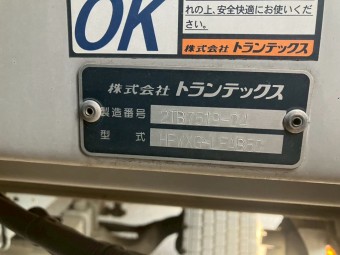 OK
れの上、安全快適にお使いくだ
さい。
株式会社トランテックス
株式会社 トランテックス
製造番号
型式